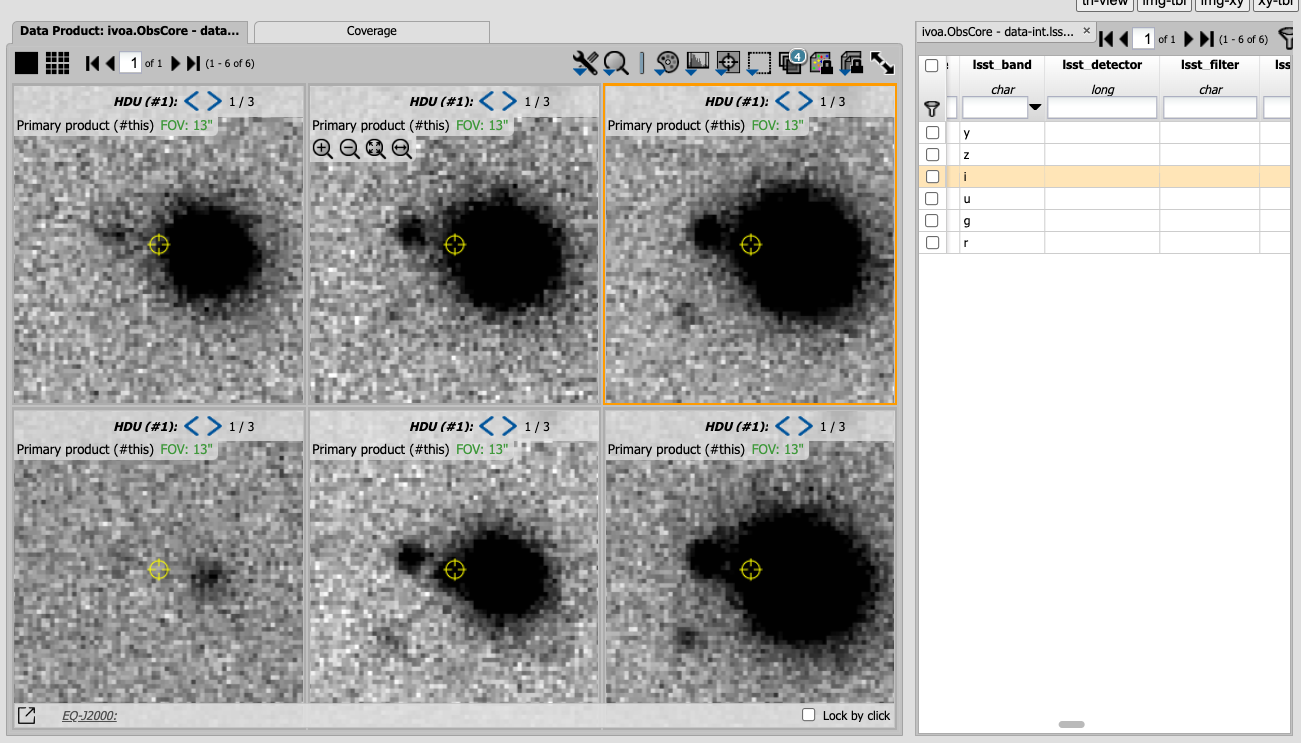 tri-view img-tbl img-xy xy-tbl
Data Product: ivoa.ObsCore - data...
Coverage
1 of 1 (1 - 6 of 6)
4
HDU (#1): 1 / 3
Primary product (#this) FOV: 13"
HDU (#1): 1 / 3
Primary product (#this) FOV: 13"
HDU (#1): 1 / 3
Primary product (#this) FOV: 13"
HDU (#1): 1 / 3
Primary product (#this) FOV: 13"
HDU (#1): 1 / 3
Primary product (#this) FOV: 13"
HDU (#1): 1 / 3
Primary product (#this) FOV: 13"
EQ-J2000:
Lock by click
ivoa.ObsCore - data-int.lss... × 1 of 1 (1 - 6 of 6)
lsst_band lsst_detector lsst_filter lss
char long char
y
z
i
u
g
r